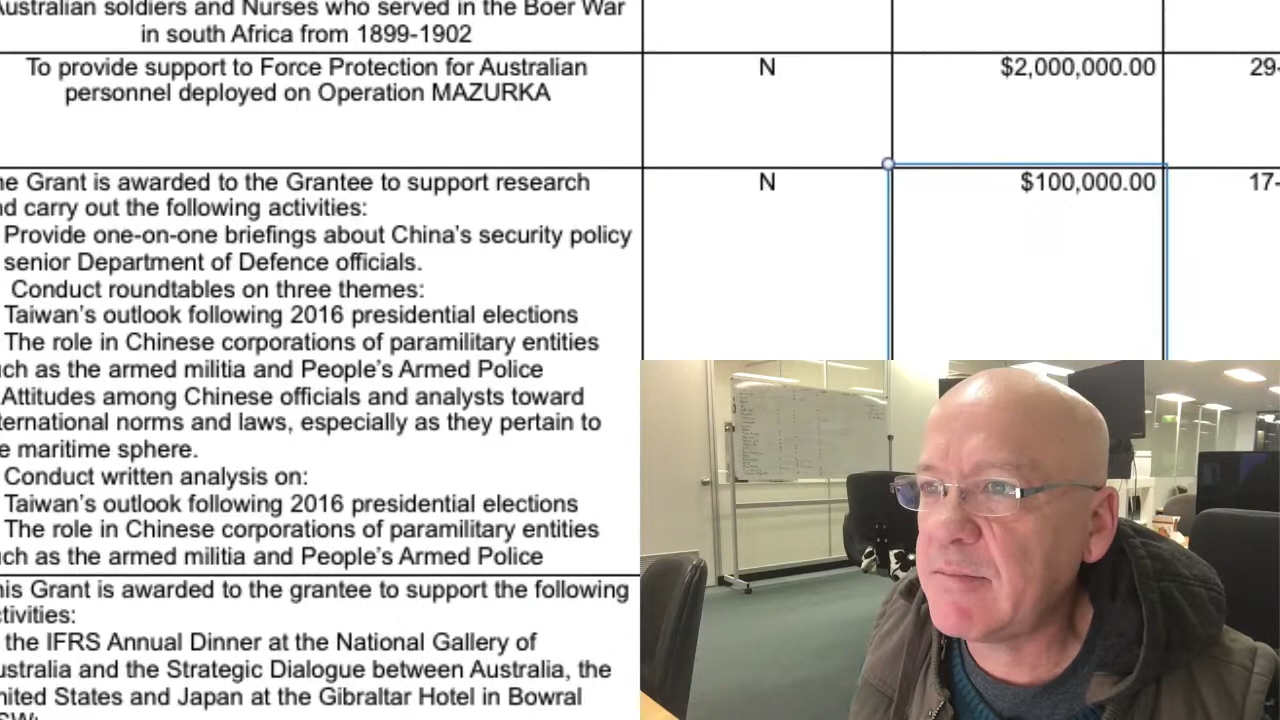 Australian soldiers and Nurses who served in the Boer War
in south Africa from 1899-1902
To provide support to Force Protection for Australian
personnel deployed on Operation MAZURKA
N
$2,000,000.00
29-
he Grant is awarded to the Grantee to support research
nd carry out the following activities:
Provide one-on-one briefings about China's security policy
senior Department of Defence officials.
Conduct roundtables on three themes:
Taiwan's outlook following 2016 presidential elections
The role in Chinese corporations of paramilitary entities
uch as the armed militia and People's Armed Police
Attitudes among Chinese officials and analysts toward
ternational norms and laws, especially as they pertain to
e maritime sphere.
Conduct written analysis on:
Taiwan's outlook following 2016 presidential elections
The role in Chinese corporations of paramilitary entities
uch as the armed militia and People's Armed Police
N
$100,000.00
17-
his Grant is awarded to the grantee to support the following
ctivities:
the IFRS Annual Dinner at the National Gallery of
ustralia and the Strategic Dialogue between Australia, the
nited States and Japan at the Gibraltar Hotel in Bowral